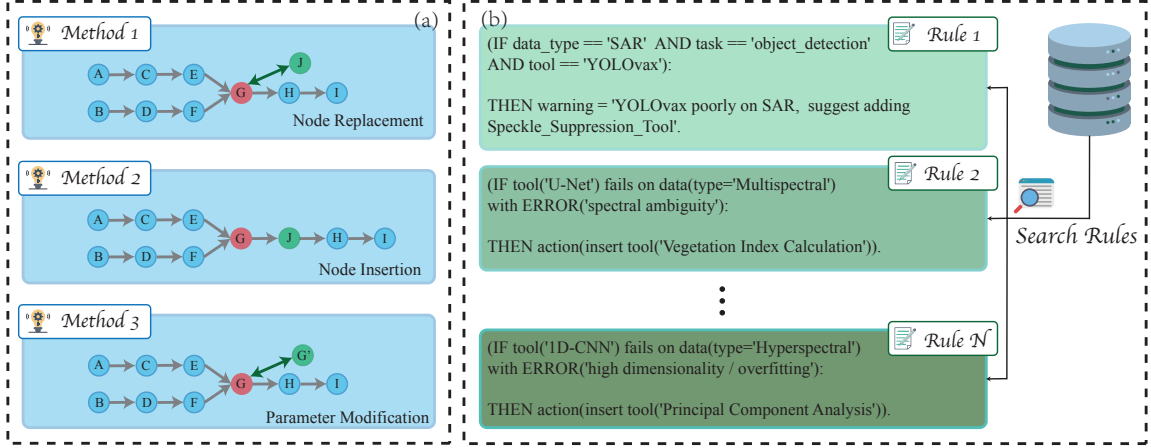 (a)
Method 1
A C E
J
G H I
B D F
Node Replacement
Method 2
A C E
G J H I
B D F
Node Insertion
Method 3
A C E
G'
G H I
B D F
Parameter Modification
(b)
Rule 1
(IF data_type == 'SAR' AND task == 'object_detection'
AND tool == 'YOLOvax'):
THEN warning = 'YOLOvax poorly on SAR, suggest adding
Speckle_Suppression_Tool'.
Rule 2
(IF tool('U-Net') fails on data(type='Multispectral')
with ERROR('spectral ambiguity'):
THEN action(insert tool('Vegetation Index Calculation')).
Rule N
(IF tool('1D-CNN') fails on data(type='Hyperspectral')
with ERROR('high dimensionality / overfitting'):
THEN action(insert tool('Principal Component Analysis')).
Search Rules